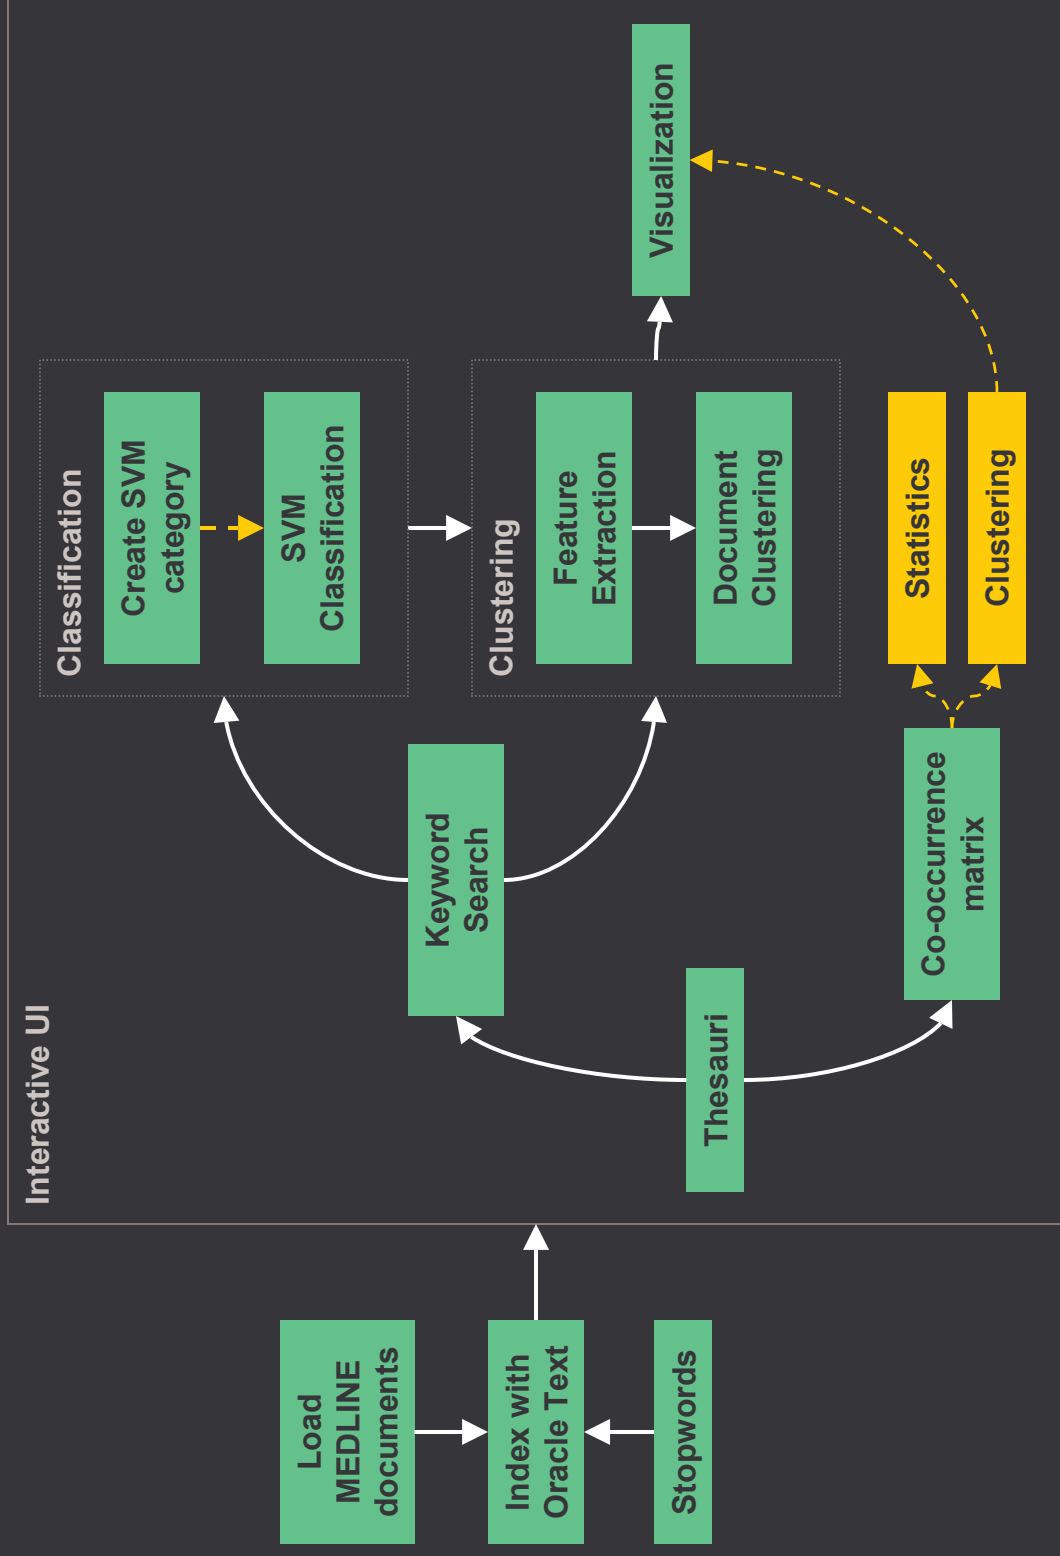 Load
MEDLINE
documents
Index with
Oracle Text
Stopwords
Interactive UI
Thesauri
Keyword
Search
Co-occurrence
matrix
Classification
Create SVM
category
SVM
Classification
Clustering
Feature
Extraction
Document
Clustering
Statistics
Clustering
Visualization